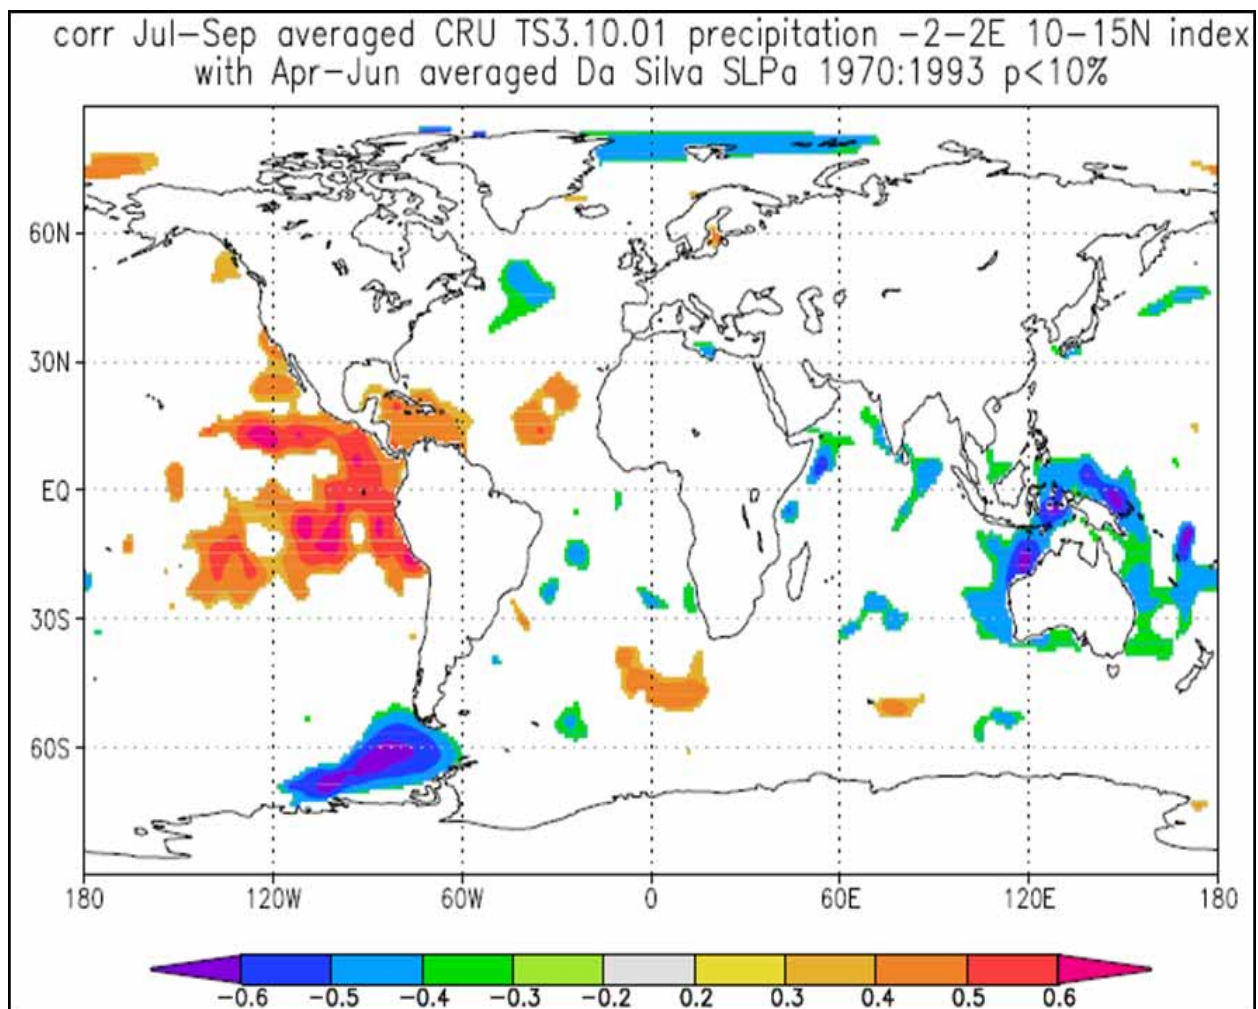 corr Jul-Sep averaged CRU TS3.10.01 precipitation -2-2E 10-15N index
with Apr-Jun averaged Da Silva SLPa 1970:1993 p<10%
60N
30N
EQ
30S
60S
180 120W 60W 0 60E 120E 180
-0.6 -0.5 -0.4 -0.3 -0.2 0.2 0.3 0.4 0.5 0.6